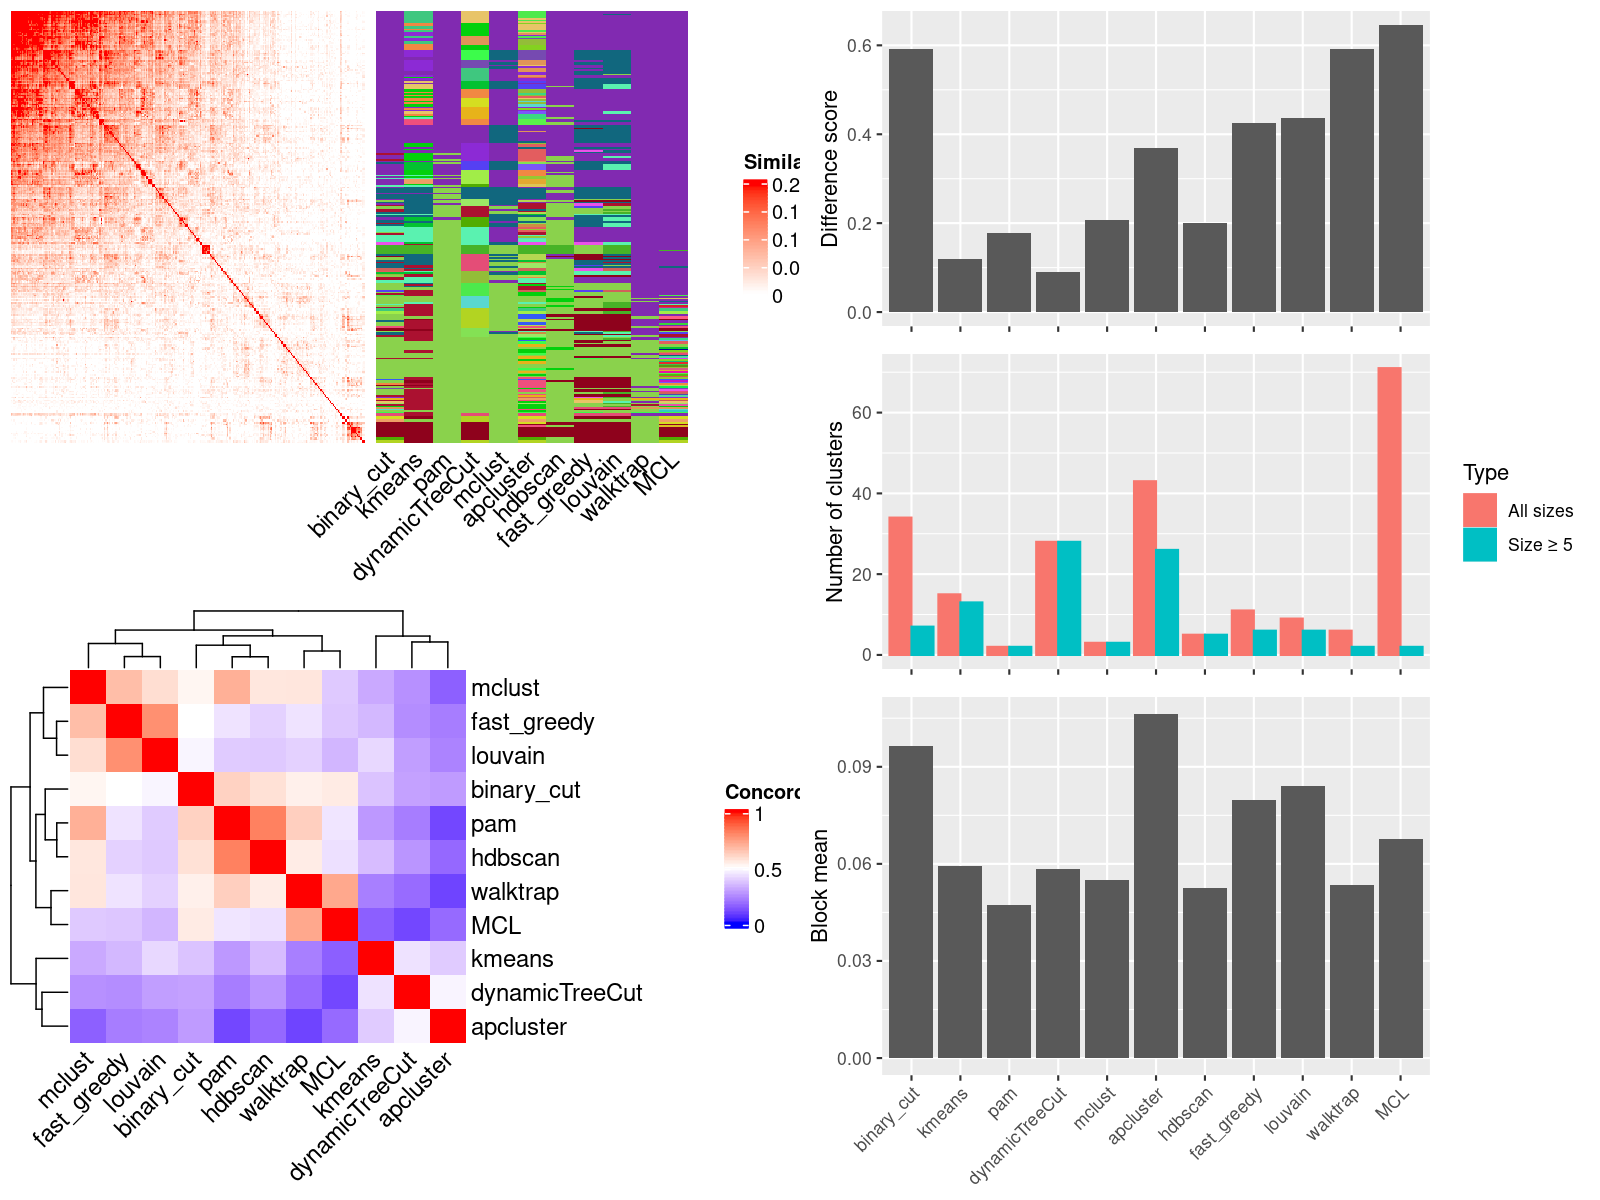 Simila
0.2
0.1
0.1
0.0
0
binary_cut
kmeans
pam
dynamicTreeCut
mclust
apcluster
hdbscan
fast_greedy
louvain
walktrap
MCL
mclust
fast_greedy
louvain
binary_cut
pam
hdbscan
walktrap
MCL
kmeans
dynamicTreeCut
apcluster
mclust
fast_greedy
louvain
binary_cut
pam
hdbscan
walktrap
MCL
kmeans
dynamicTreeCut
apcluster
Concord
1
0.5
0
Difference score
0.6
0.4
0.2
0.0
Number of clusters
60
40
20
0
Type
All sizes
Size ≥ 5
Block mean
0.09
0.06
0.03
0.00
binary_cut
kmeans
pam
dynamicTreeCut
mclust
apcluster
hdbscan
fast_greedy
louvain
walktrap
MCL